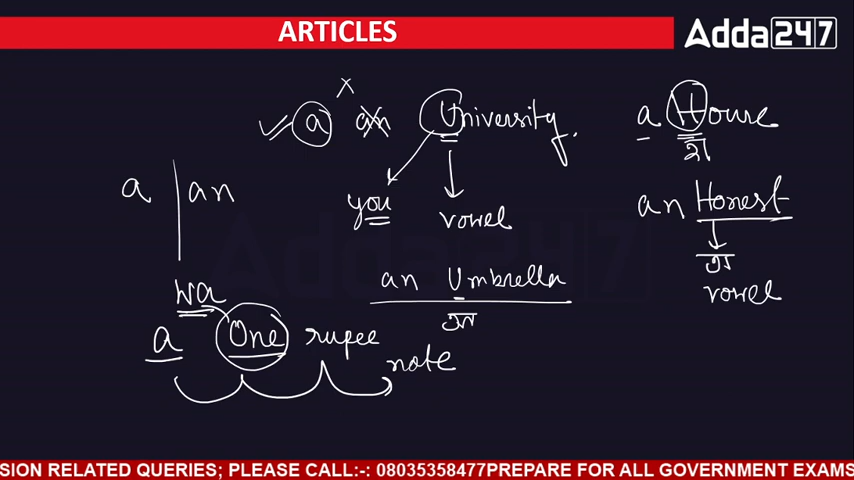 ARTICLES
Adda247
a an University.
a House
a | an
you
vowel
an Honest
vowel
an Umbrella
अ
wa
a One rupee
note
SION RELATED QUERIES; PLEASE CALL:-: 08035358477PREPARE FOR ALL GOVERNMENT EXAMS